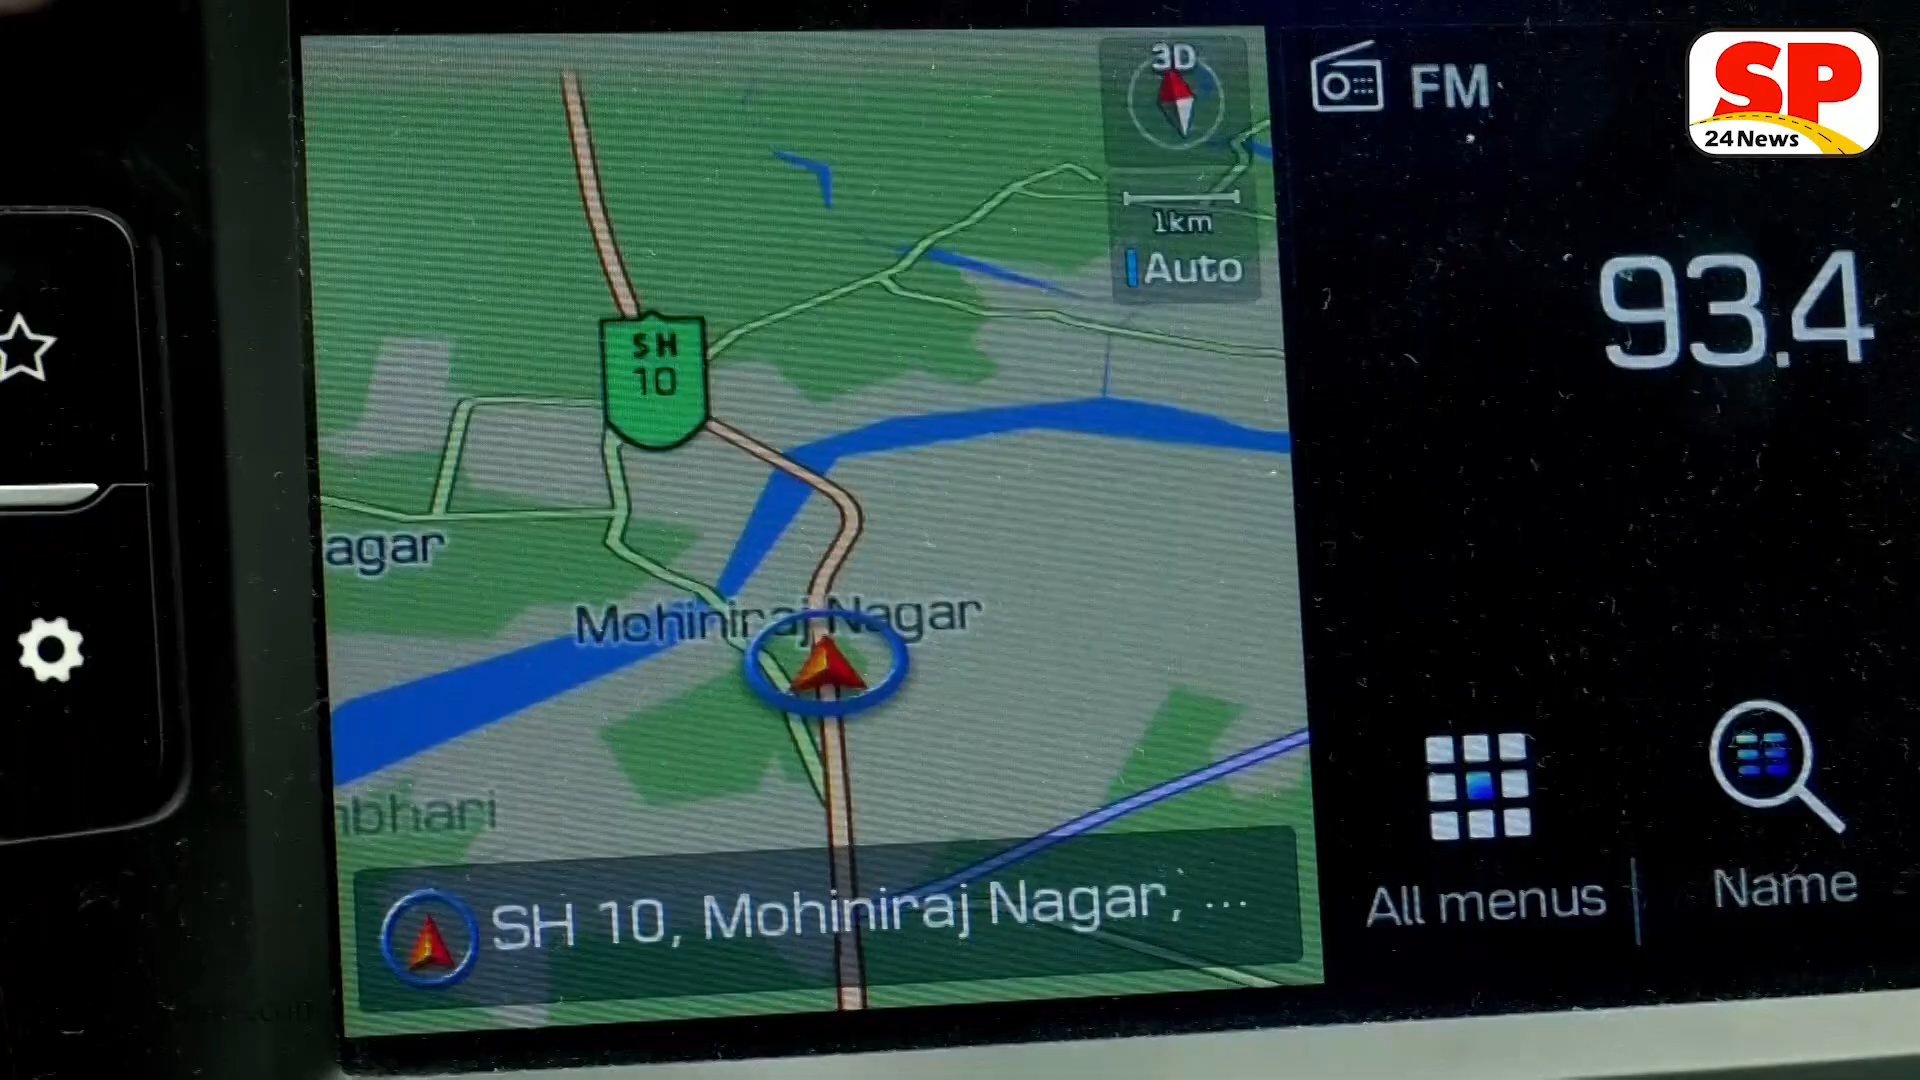 3D
FM
SP
24 News
1km
Auto
93.4
SH
10
agar
Mohiniraj Nagar
bhari
SH 10, Mohiniraj Nagar, ...
All menus
Name